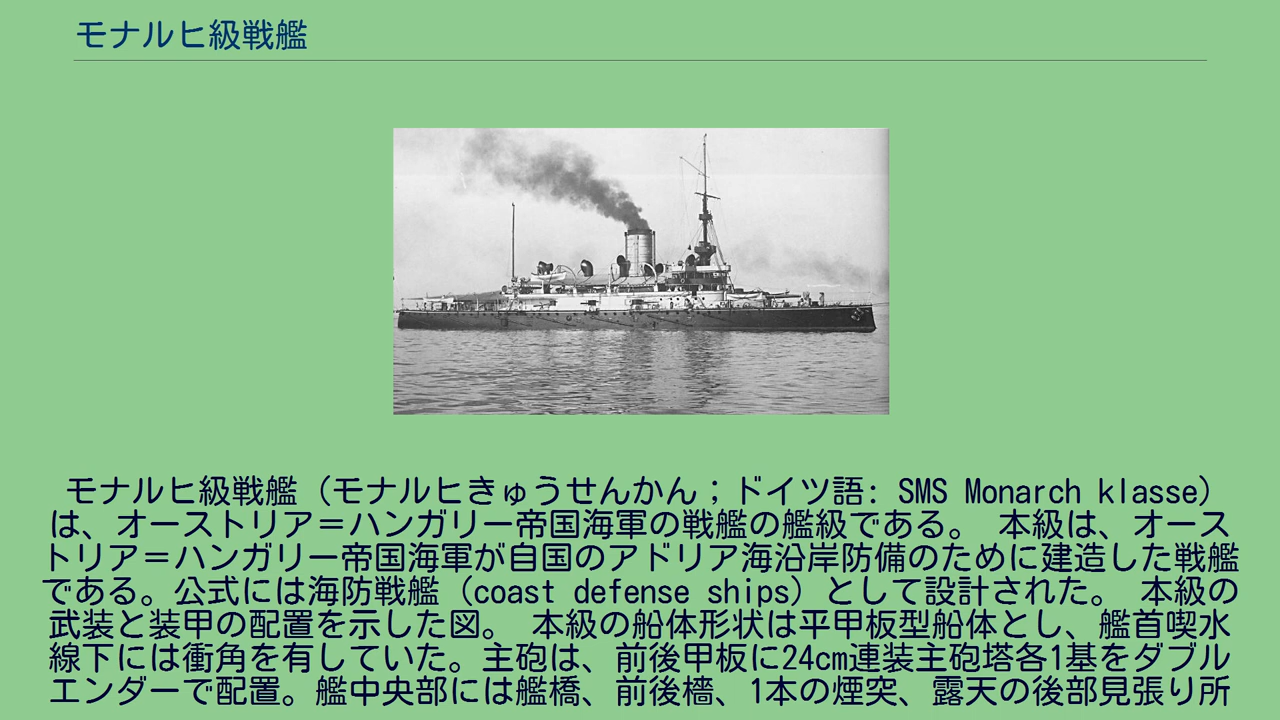 モナルヒ級戦艦
モナルヒ級戦艦（モナルヒきゅうせんかん；ドイツ語: SMS Monarch klasse）
は、オーストリア＝ハンガリー帝国海軍の戦艦の艦級である。 本級は、オース
トリア＝ハンガリー帝国海軍が自国のアドリア海沿岸防備のために建造した戦艦
である。公式には海防戦艦（coast defense ships）として設計された。 本級の
武装と装甲の配置を示した図。 本級の船体形状は平甲板型船体とし、艦首喫水
線下には衝角を有していた。主砲は、前後甲板に24cm連装主砲塔各1基をダブル
エンダーで配置。艦中央部には艦橋、前後檣、1本の煙突、露天の後部見張り所